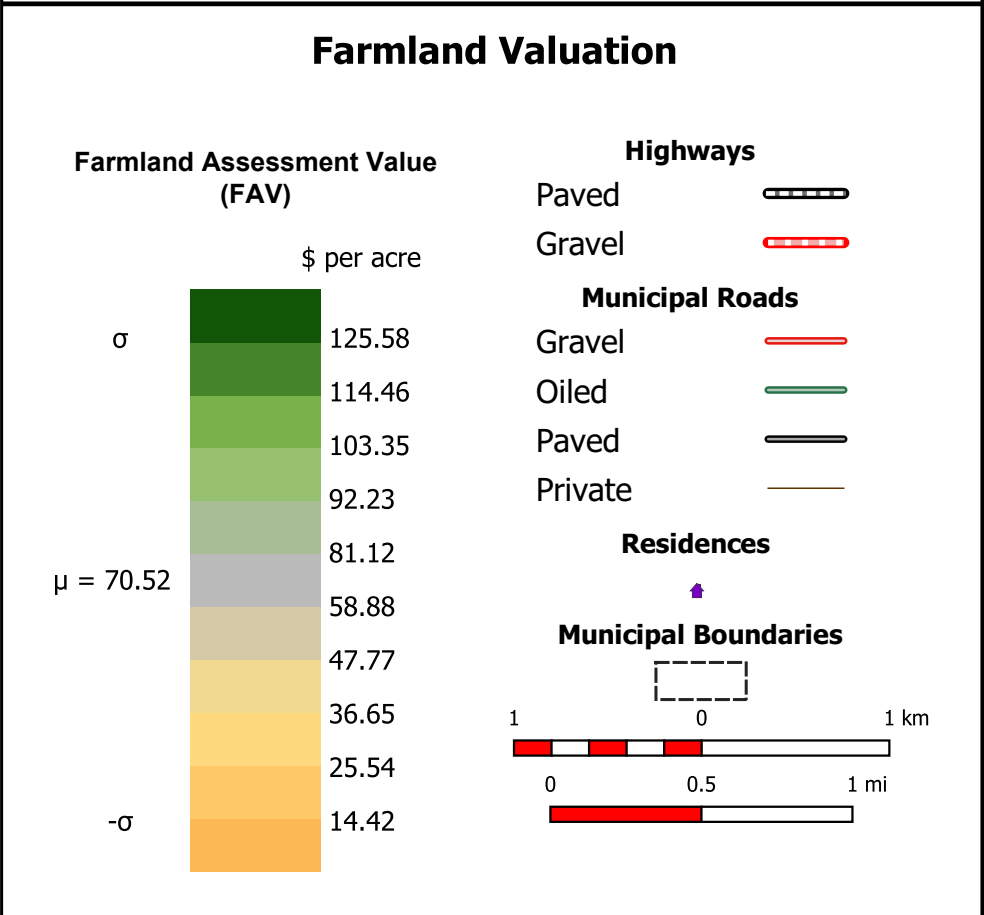 Farmland Valuation
Farmland Assessment Value
(FAV)
$ per acre
σ
125.58
114.46
103.35
92.23
81.12
μ = 70.52
58.88
47.77
36.65
25.54
-σ
14.42
Highways
Paved
Gravel
Municipal Roads
Gravel
Oiled
Paved
Private
Residences
Municipal Boundaries
1 0 1 km
0 0.5 1 mi